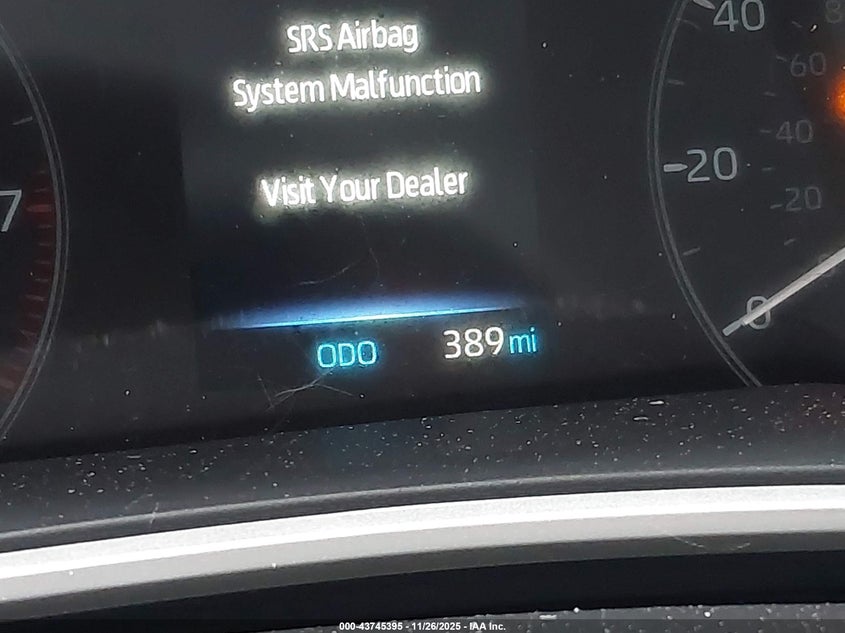 SRS Airbag
System Malfunction
Visit Your Dealer
ODO 389 mi
7
40
20
0
60
40
20
000-43745395 - 11/26/2025 - IAA Inc.